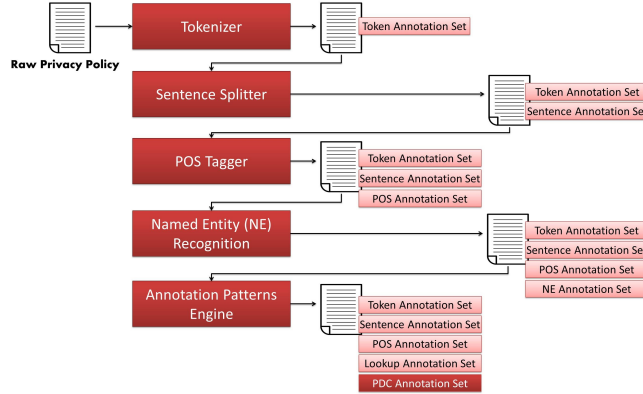 Tokenizer
Token Annotation Set
Raw Privacy Policy
Sentence Splitter
Token Annotation Set
Sentence Annotation Set
POS Tagger
Token Annotation Set
Sentence Annotation Set
POS Annotation Set
Named Entity (NE)
Recognition
Token Annotation Set
Sentence Annotation Set
POS Annotation Set
NE Annotation Set
Annotation Patterns
Engine
Token Annotation Set
Sentence Annotation Set
POS Annotation Set
Lookup Annotation Set
PDC Annotation Set